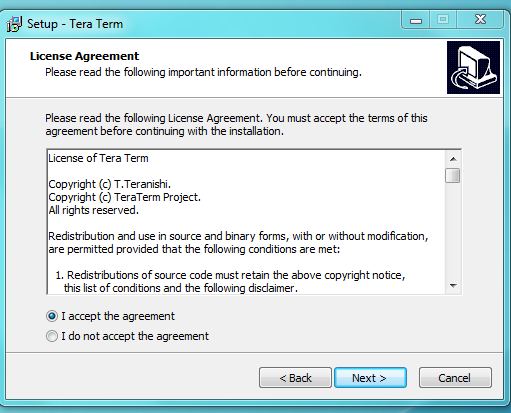 Setup - Tera Term
License Agreement
Please read the following important information before continuing.
Please read the following License Agreement. You must accept the terms of this
agreement before continuing with the installation.
License of Tera Term
Copyright (c) T.Teranishi.
Copyright (c) TeraTerm Project.
All rights reserved.
Redistribution and use in source and binary forms, with or without modification,
are permitted provided that the following conditions are met:
1. Redistributions of source code must retain the above copyright notice,
this list of conditions and the following disclaimer.
I accept the agreement
I do not accept the agreement
< Back
Next >
Cancel